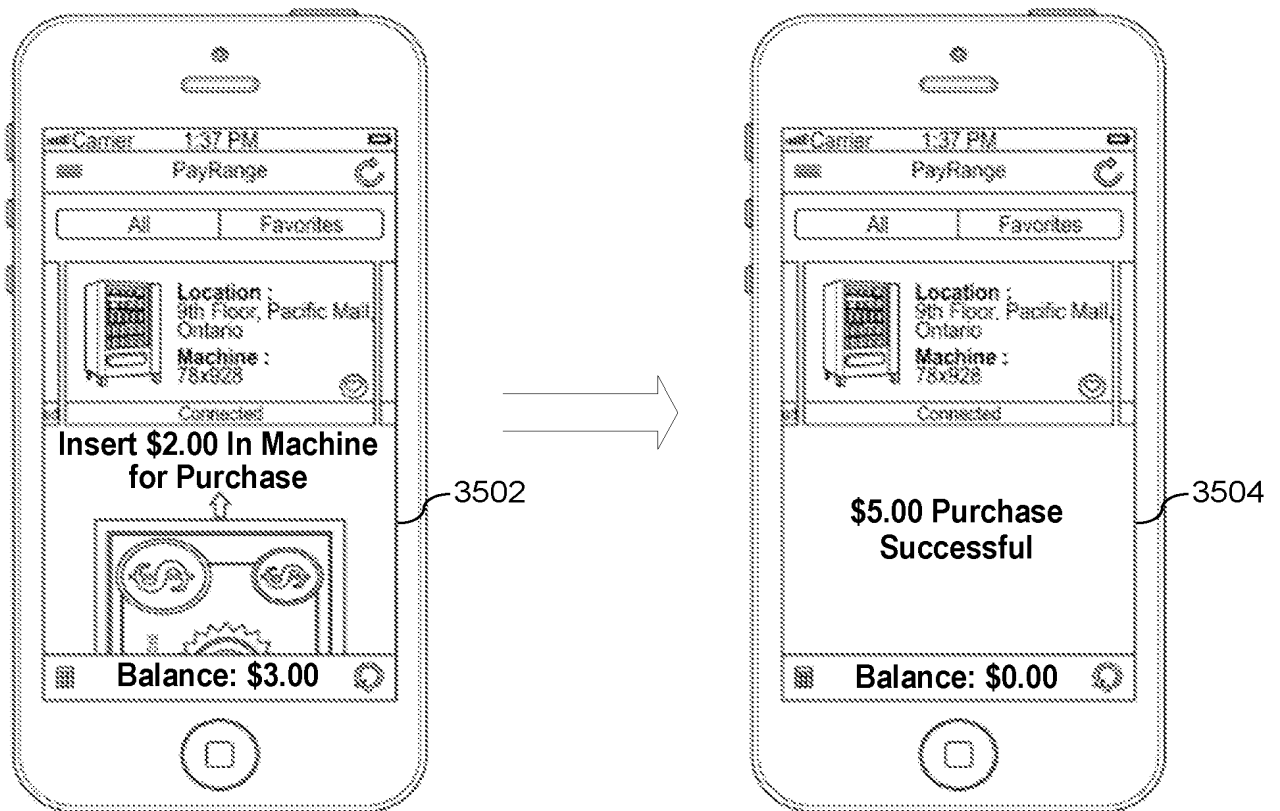 Carrier 1:37 PM
PayRange
All Favorites
Location :
9th Floor, Pacific Mall,
Ontario
Machine :
78x928
Connected
Insert $2.00 In Machine
for Purchase
Balance: $3.00
3502
Carrier 1:37 PM
PayRange
All Favorites
Location :
9th Floor, Pacific Mall,
Ontario
Machine :
78x928
Connected
$5.00 Purchase
Successful
Balance: $0.00
3504